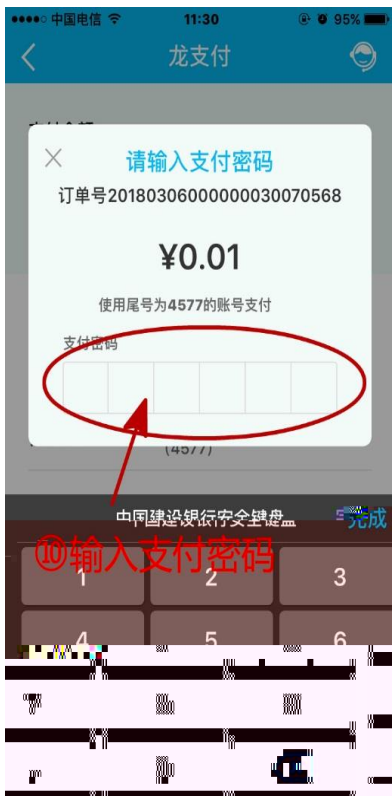 中国电信 11:30 95%
龙支付
请输入支付密码
订单号20180306000000030070568
¥0.01
使用尾号为4577的账号支付
支付密码
(4577)
中国建设银行安全键盘 完成
⑩输入支付密码
1 2 3
4 5 6